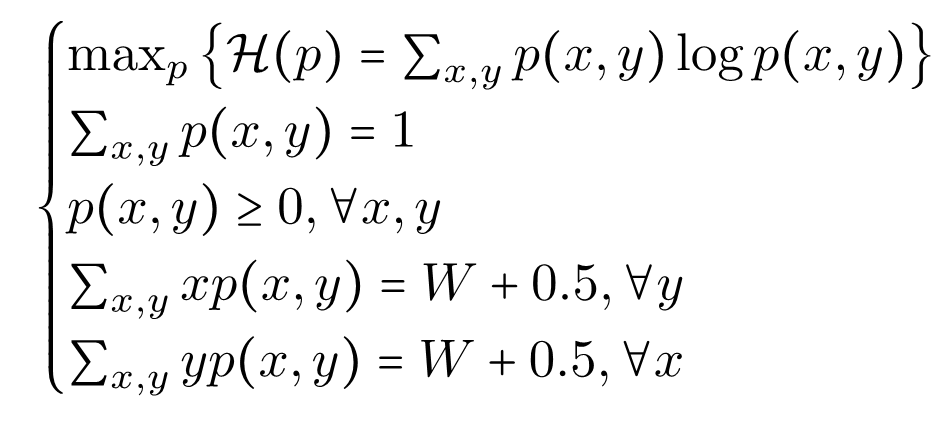 max_p {ℋ(p) = ∑_{x,y} p(x, y) log p(x, y)}
∑_{x,y} p(x, y) = 1
p(x, y) ≥ 0, ∀x, y
∑_{x,y} xp(x, y) = W + 0.5, ∀y
∑_{x,y} yp(x, y) = W + 0.5, ∀x